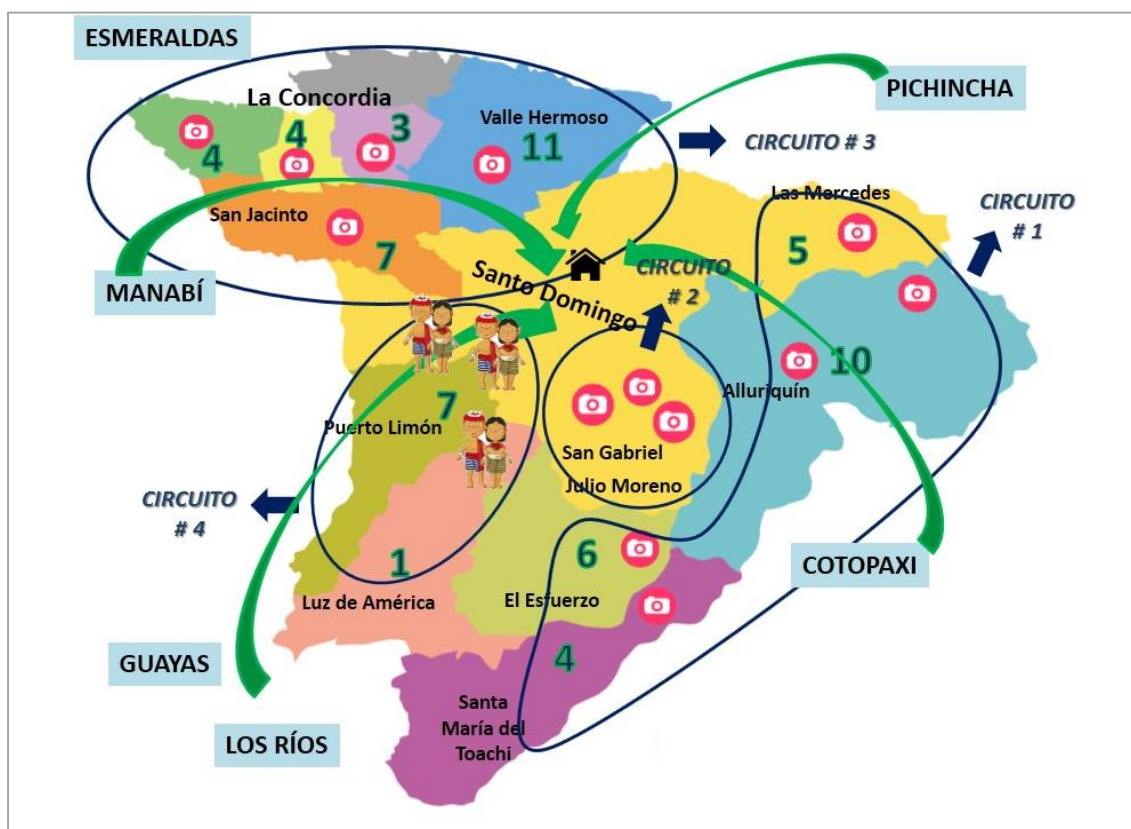 ESMERALDAS
PICHINCHA
La Concordia
4
4
3
Valle Hermoso
11
CIRCUITO # 3
San Jacinto
7
Las Mercedes
5
CIRCUITO
# 1
MANABÍ
Santo Domingo
CIRCUITO
# 2
10
Alluriquín
7
Puerto Limón
San Gabriel
Julio Moreno
CIRCUITO
# 4
1
Luz de América
6
El Esfuerzo
COTOPAXI
GUAYAS
4
Santa
María del
Toachi
LOS RÍOS